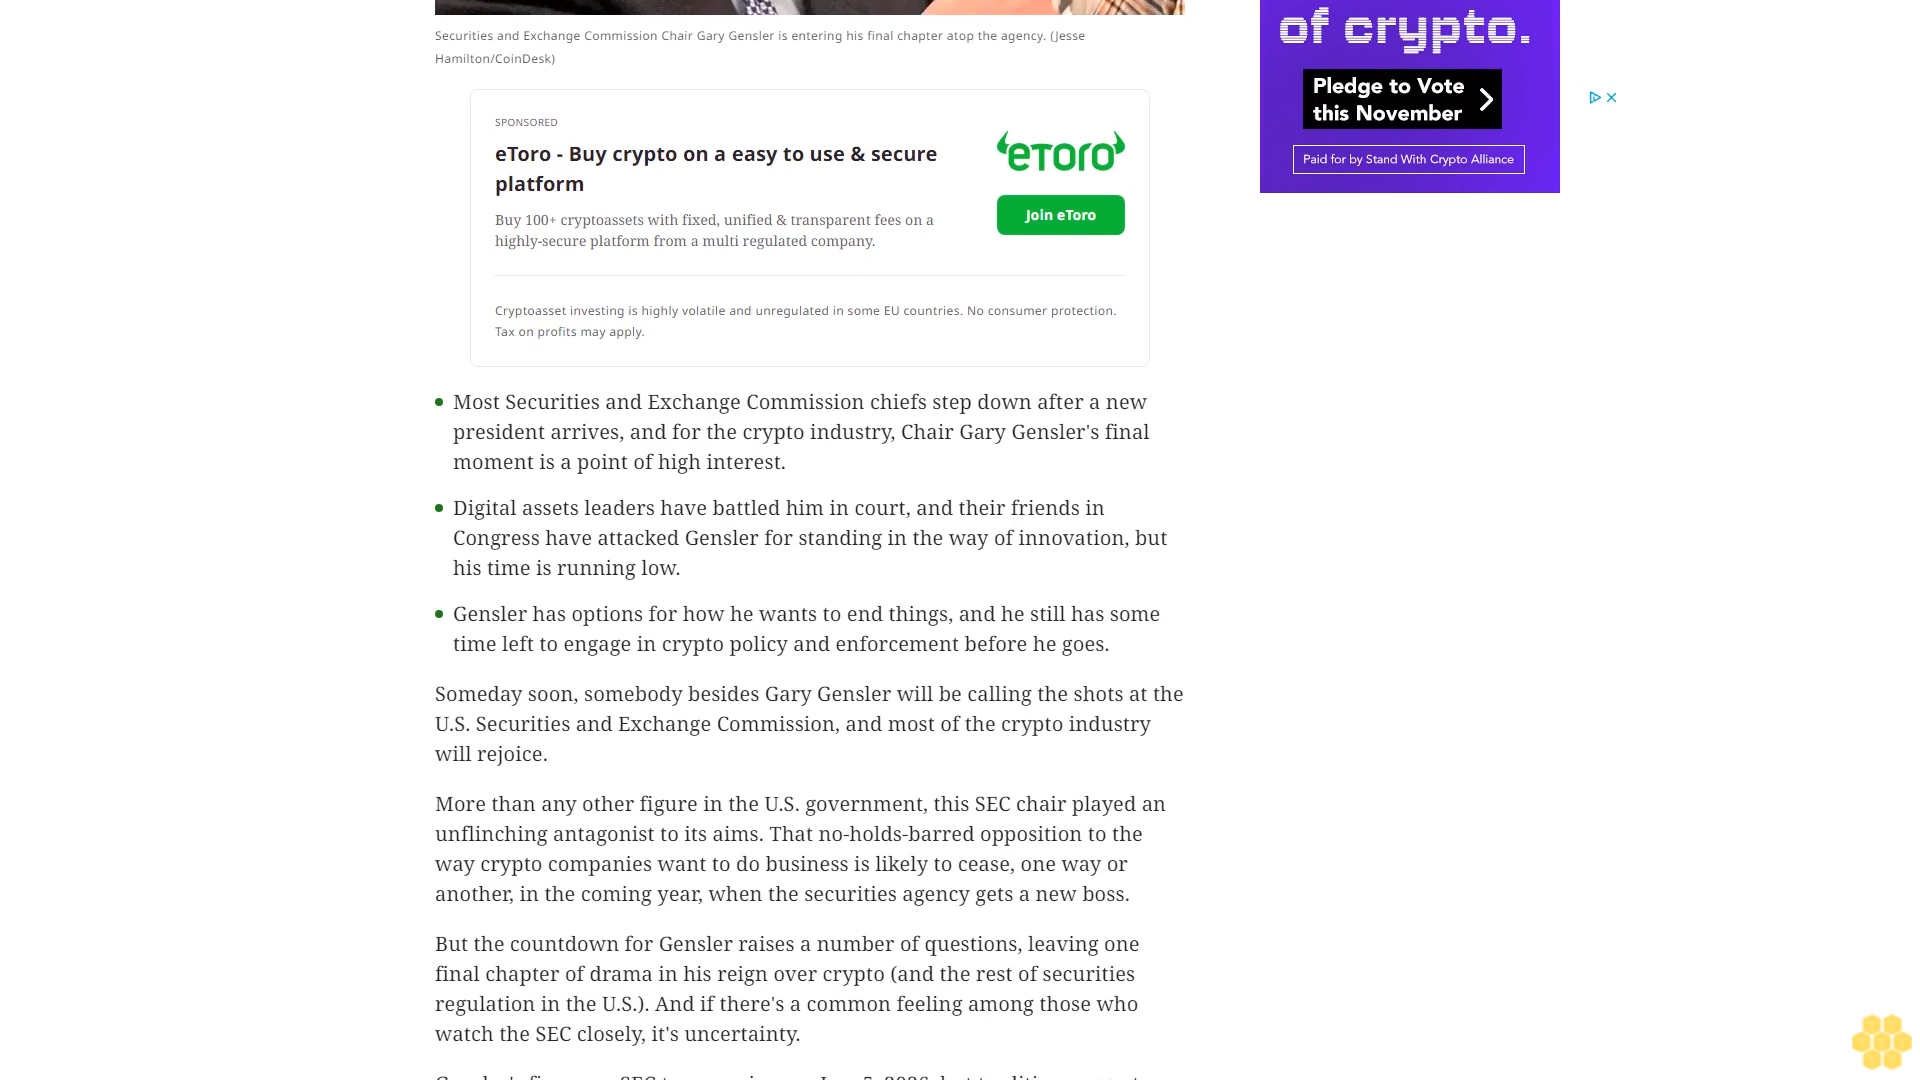 Securities and Exchange Commission Chair Gary Gensler is entering his final chapter atop the agency. (Jesse
Hamilton/CoinDesk)
SPONSORED
eToro - Buy crypto on a easy to use & secure
platform
Buy 100+ cryptoassets with fixed, unified & transparent fees on a
highly-secure platform from a multi regulated company.
eToro
Join eToro
Cryptoasset investing is highly volatile and unregulated in some EU countries. No consumer protection.
Tax on profits may apply.
Most Securities and Exchange Commission chiefs step down after a new
president arrives, and for the crypto industry, Chair Gary Gensler's final
moment is a point of high interest.
Digital assets leaders have battled him in court, and their friends in
Congress have attacked Gensler for standing in the way of innovation, but
his time is running low.
Gensler has options for how he wants to end things, and he still has some
time left to engage in crypto policy and enforcement before he goes.
Someday soon, somebody besides Gary Gensler will be calling the shots at the
U.S. Securities and Exchange Commission, and most of the crypto industry
will rejoice.
More than any other figure in the U.S. government, this SEC chair played an
unflinching antagonist to its aims. That no-holds-barred opposition to the
way crypto companies want to do business is likely to cease, one way or
another, in the coming year, when the securities agency gets a new boss.
But the countdown for Gensler raises a number of questions, leaving one
final chapter of drama in his reign over crypto (and the rest of securities
regulation in the U.S.). And if there's a common feeling among those who
watch the SEC closely, it's uncertainty.
of crypto.
Pledge to Vote
this November
Paid for by Stand With Crypto Alliance